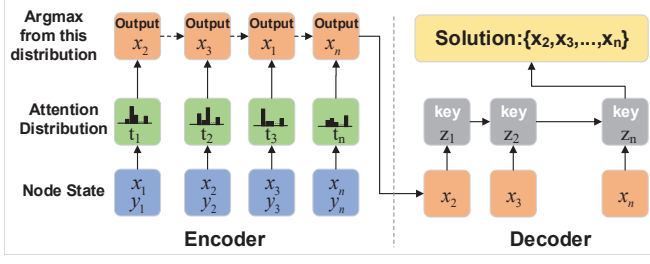 Argmax
from this
distribution
Output Output Output Output
x₂ x₃ x₁ xₙ
Solution:{x₂,x₃,...,xₙ}
Attention
Distribution
t₁ t₂ t₃ tₙ
key key key
z₁ z₂ zₙ
Node State
x₁ x₂ x₃ xₙ
y₁ y₂ y₃ yₙ
x₂ x₃ xₙ
Encoder
Decoder